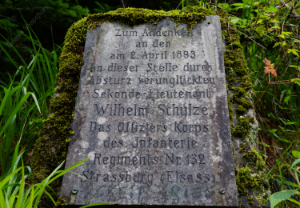 Zum Andenken
an den
am 2. April 1893
an dieser Stelle durch
Absturz verunglückten
Sekonde-Lieutenant
Wilhelm Schulze
Das Offiziers Korps
des Infanterie
Regiments Nr. 132
Strassburg (Elsass)